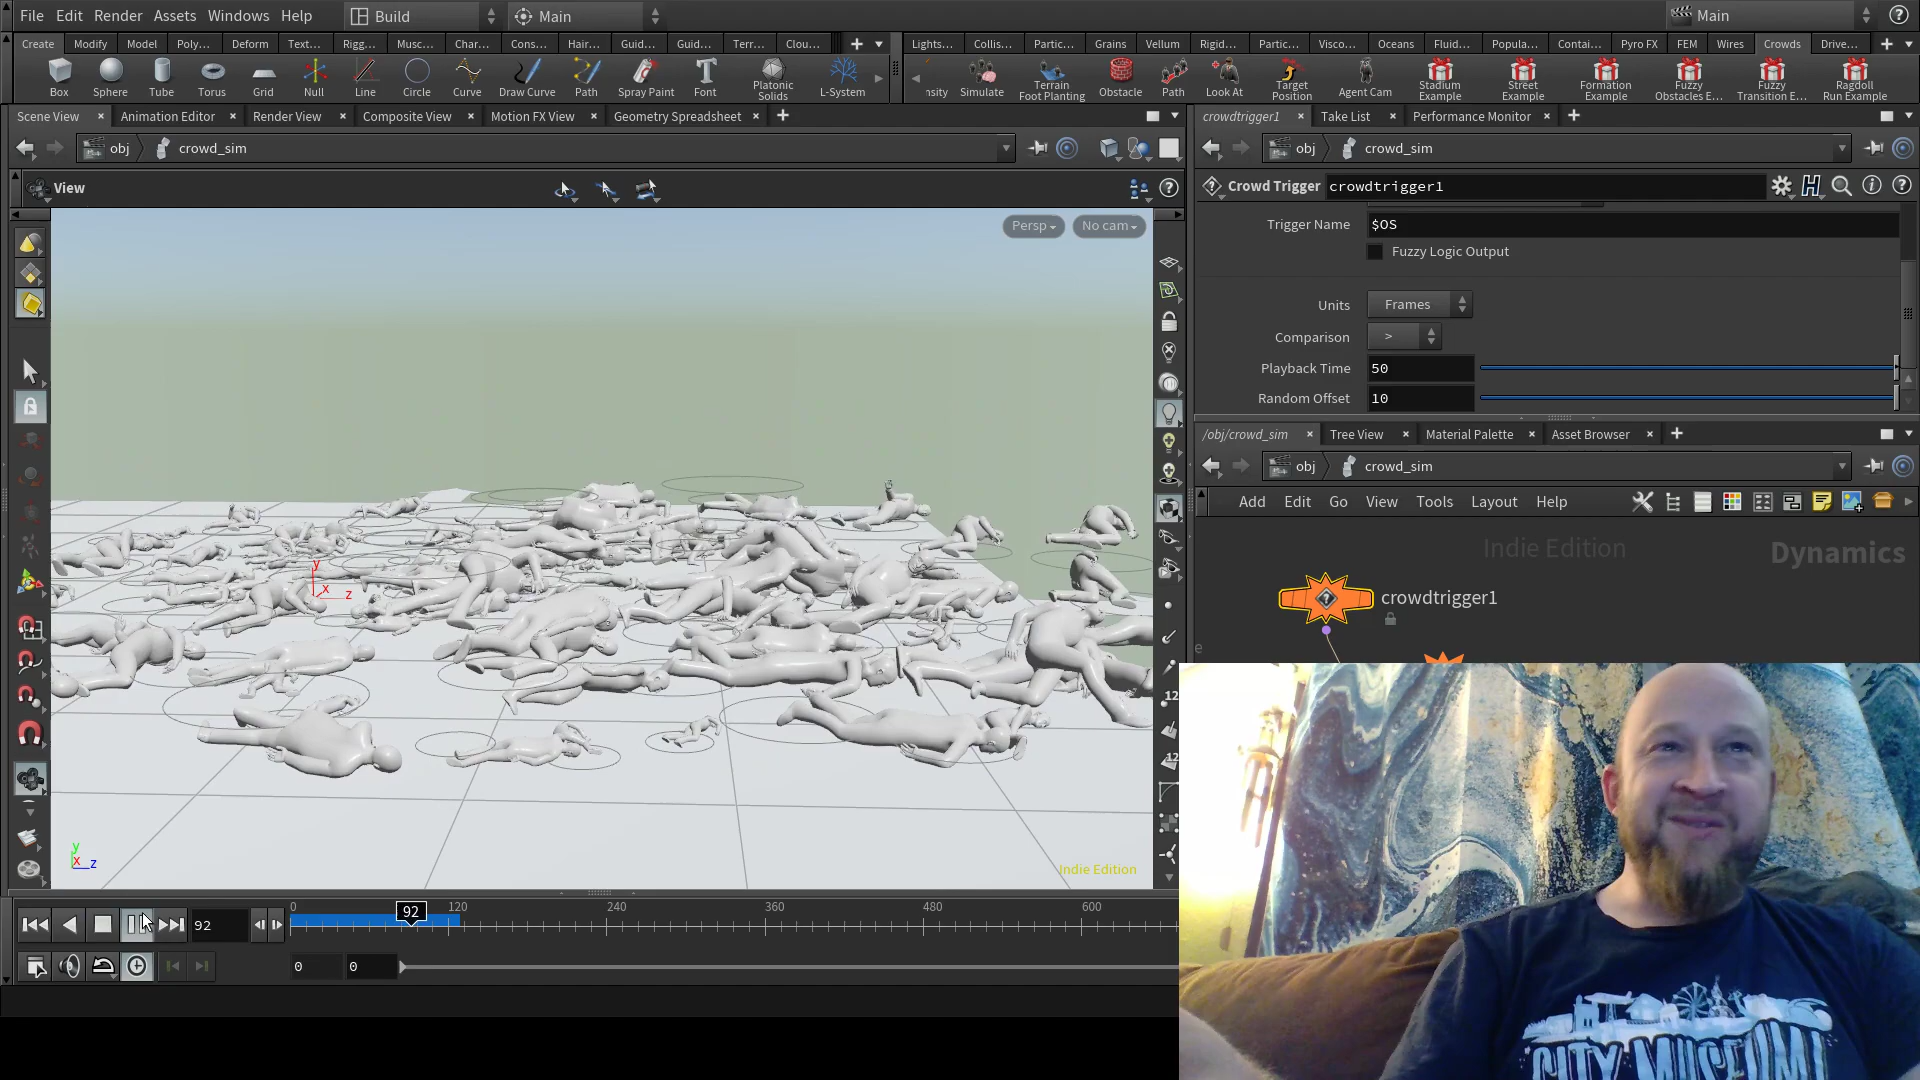 File Edit Render Assets Windows Help Build Main Main
Create Modify Model Poly... Deform Text... Rigg... Musc... Char... Cons... Hair... Guid... Guid... Terr... Clou...
Lights... Collis... Partic... Grains Vellum Rigid... Partic... Visco... Oceans Fluid... Popula... Contai... Pyro FX FEM Wires Crowds Drive...
Box Sphere Tube Torus Grid Null Line Circle Curve Draw Curve Path Spray Paint Font Platonic Solids L-System
nsity Simulate Terrain Foot Planting Obstacle Path Look At Target Position Agent Cam Stadium Example Street Example Formation Example Fuzzy Obstacles E... Fuzzy Transition E... Ragdoll Run Example
Scene View Animation Editor Render View Composite View Motion FX View Geometry Spreadsheet
crowdtrigger1 Take List Performance Monitor
obj crowd_sim
obj crowd_sim
View
Crowd Trigger crowdtrigger1
Persp No cam
Trigger Name $OS
Fuzzy Logic Output
Units Frames
Comparison >
Playback Time 50
Random Offset 10
/obj/crowd_sim Tree View Material Palette Asset Browser
obj crowd_sim
Add Edit Go View Tools Layout Help
Indie Edition Dynamics
crowdtrigger1
e
y
x
z
12
12
y
x z
Indie Edition
92
0 92 120 240 360 480 600
0 0
CITY MUSEUM